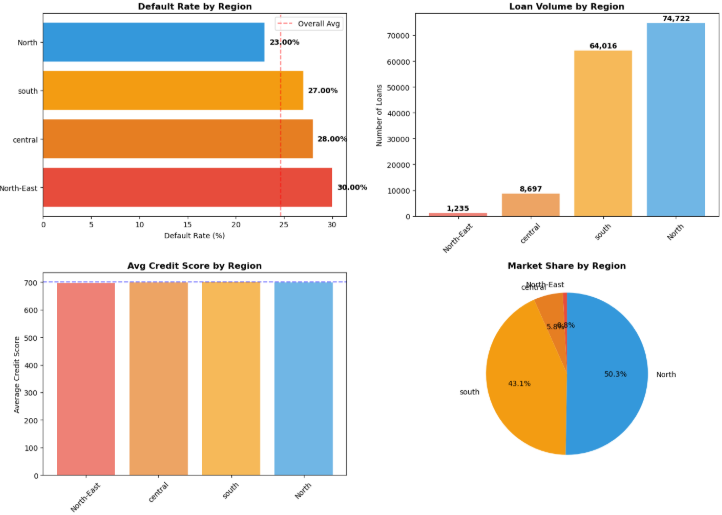 Default Rate by Region
Overall Avg
North
23.00%
south
27.00%
central
28.00%
North-East
30.00%
0 5 10 15 20 25 30
Default Rate (%)
Loan Volume by Region
Number of Loans
70000
60000
50000
40000
30000
20000
10000
0
1,235
8,697
64,016
74,722
North-East
central
south
North
Avg Credit Score by Region
Average Credit Score
700
600
500
400
300
200
100
0
North-East
central
south
North
Market Share by Region
North-East
central
5.8%
0.8%
50.3%
North
43.1%
south